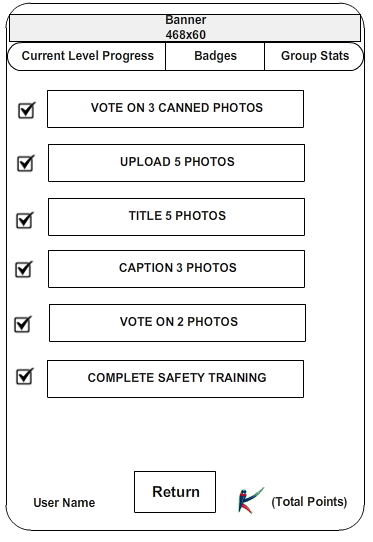 Banner
468x60
Current Level Progress Badges Group Stats
VOTE ON 3 CANNED PHOTOS
UPLOAD 5 PHOTOS
TITLE 5 PHOTOS
CAPTION 3 PHOTOS
VOTE ON 2 PHOTOS
COMPLETE SAFETY TRAINING
User Name Return (Total Points)